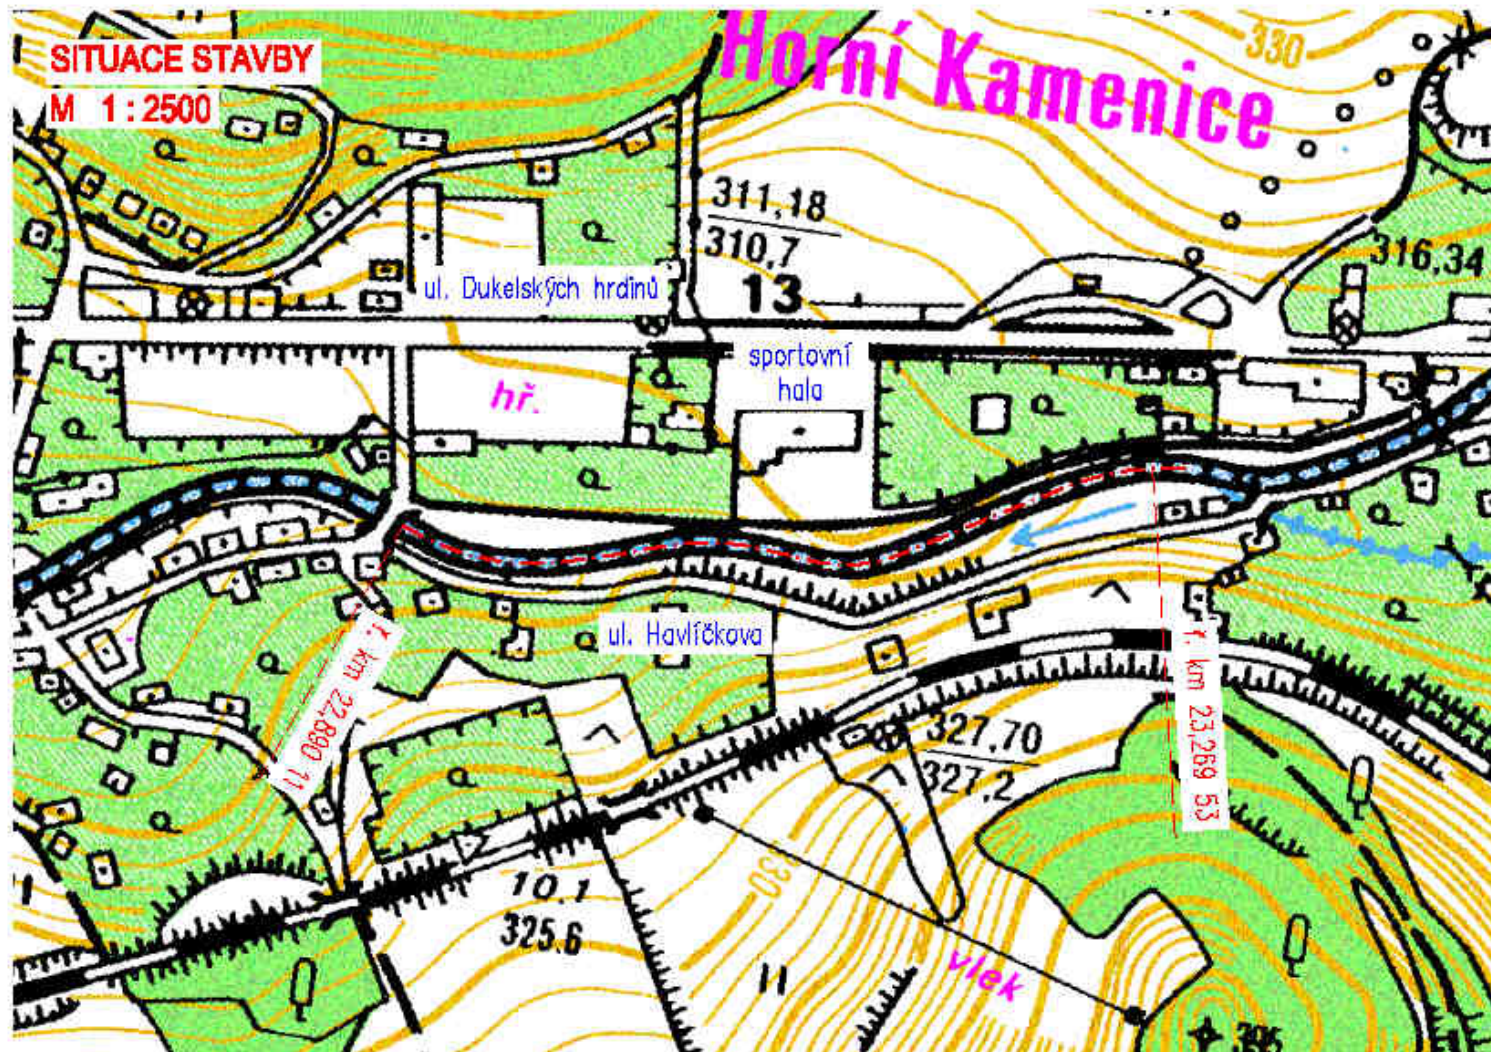 SITUACE STAVBY
M 1 : 2500
Horní Kamenice
330
311,18
310,7
316,34
ul. Dukelských hrdinů
13
sportovní
hala
hř.
ul. Havlíčkova
ř. km 22,890 11
ř. km 23,269 53
327,70
327,2
330
10.1
325.6
vlek